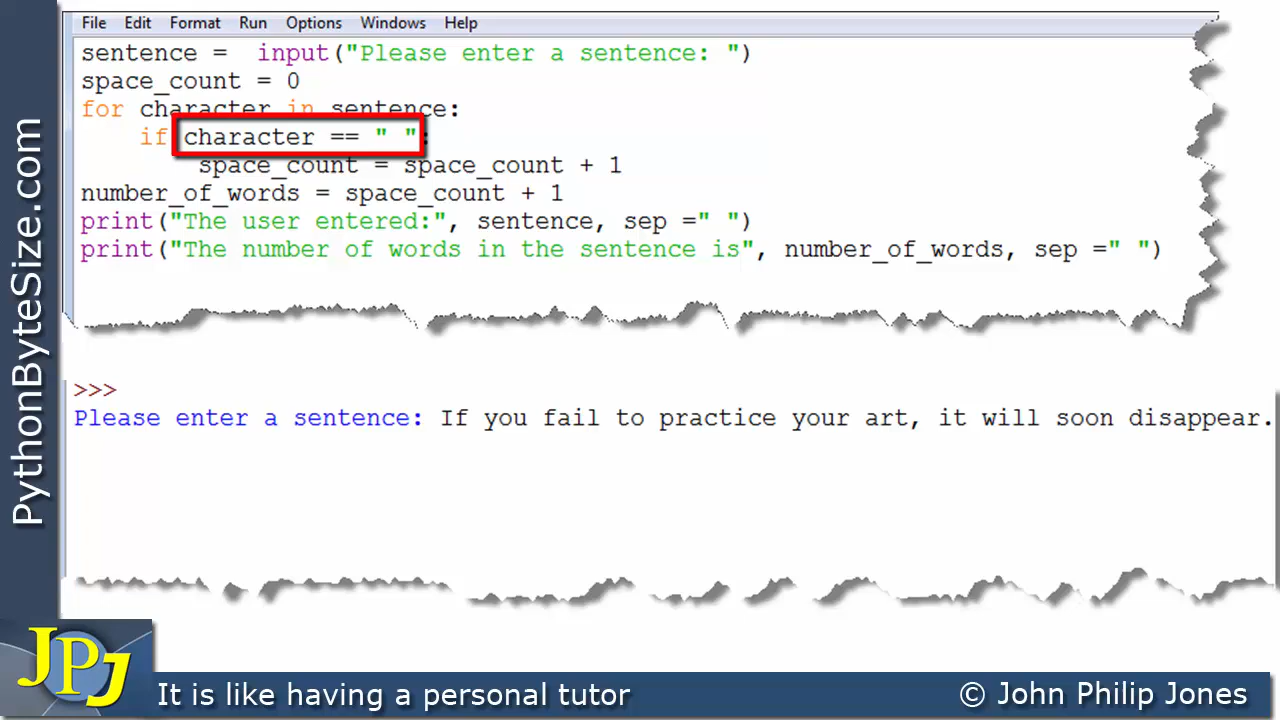 File Edit Format Run Options Windows Help
sentence =  input("Please enter a sentence: ")
space_count = 0
for character in sentence:
    if character == " ":
        space_count = space_count + 1
number_of_words = space_count + 1
print("The user entered:", sentence, sep =" ")
print("The number of words in the sentence is", number_of_words, sep =" ")
>>>
Please enter a sentence: If you fail to practice your art, it will soon disappear.
PythonByteSize.com
JPJ
It is like having a personal tutor
© John Philip Jones